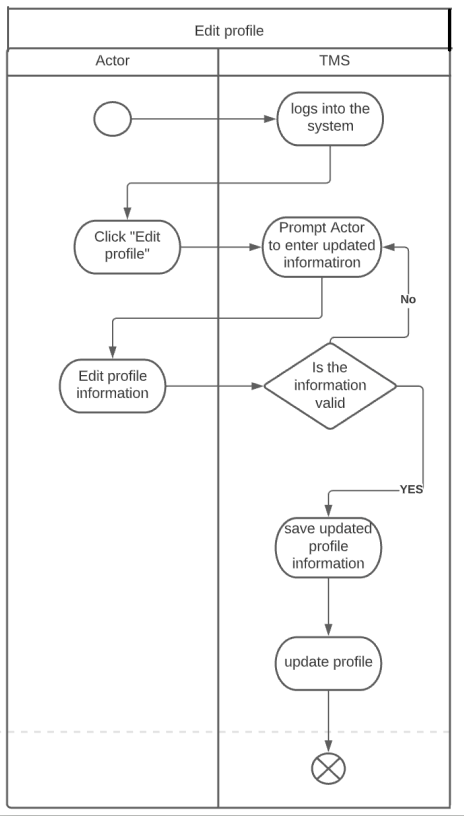 Edit profile
Actor
TMS
logs into the
system
Click "Edit
profile"
Prompt Actor
to enter updated
informatiron
No
Edit profile
information
Is the
information
valid
YES
save updated
profile
information
update profile